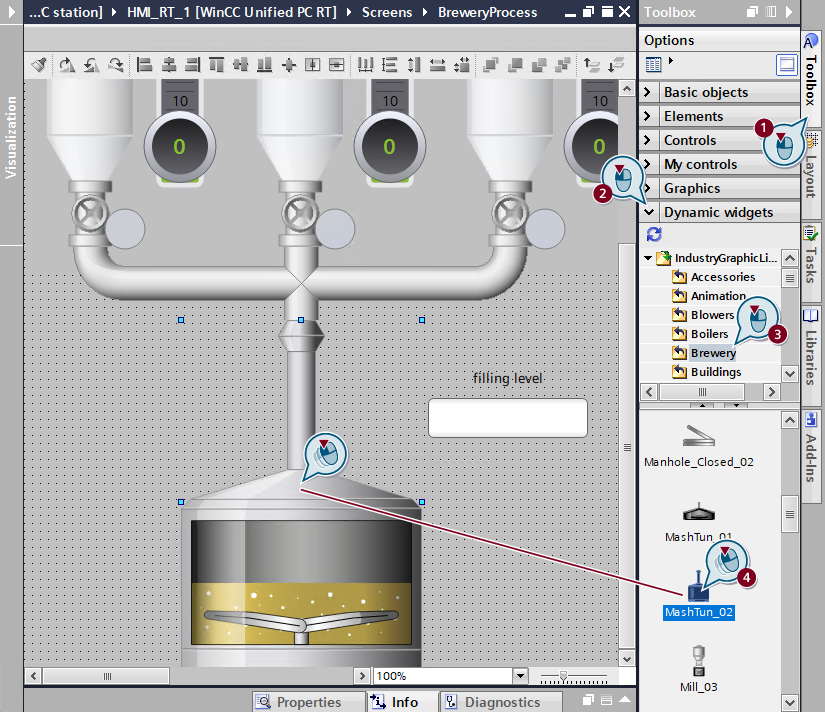 ...C station] HMI_RT_1 [WinCC Unified PC RT] Screens BreweryProcess
Toolbox
Options
Visualization
10
0
10
0
10
0
Basic objects
Elements
Controls
My controls
Graphics
Dynamic widgets
1
2
IndustryGraphicLi...
Accessories
Animation
Blowers
Boilers
Brewery
Buildings
3
Toolbox
Layout
Tasks
Libraries
Add-Ins
filling level
Manhole_Closed_02
MashTun_01
MashTun_02
4
Mill_03
100%
Properties
Info
Diagnostics